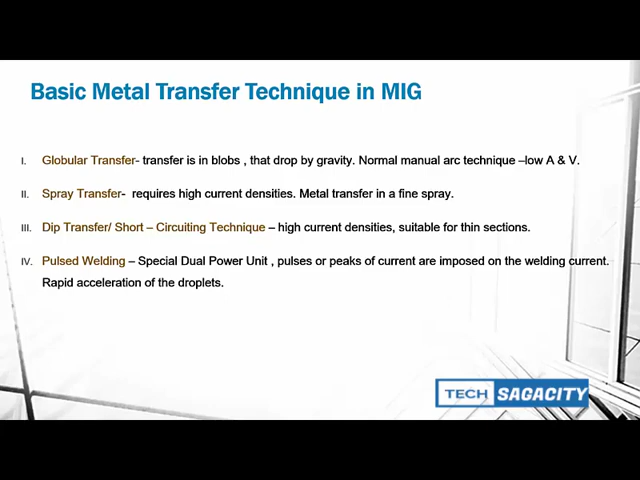 Basic Metal Transfer Technique in MIG
I. Globular Transfer- transfer is in blobs , that drop by gravity. Normal manual arc technique –low A & V.
II. Spray Transfer- requires high current densities. Metal transfer in a fine spray.
III. Dip Transfer/ Short – Circuiting Technique – high current densities, suitable for thin sections.
IV. Pulsed Welding – Special Dual Power Unit , pulses or peaks of current are imposed on the welding current.
Rapid acceleration of the droplets.
TECH SAGACITY